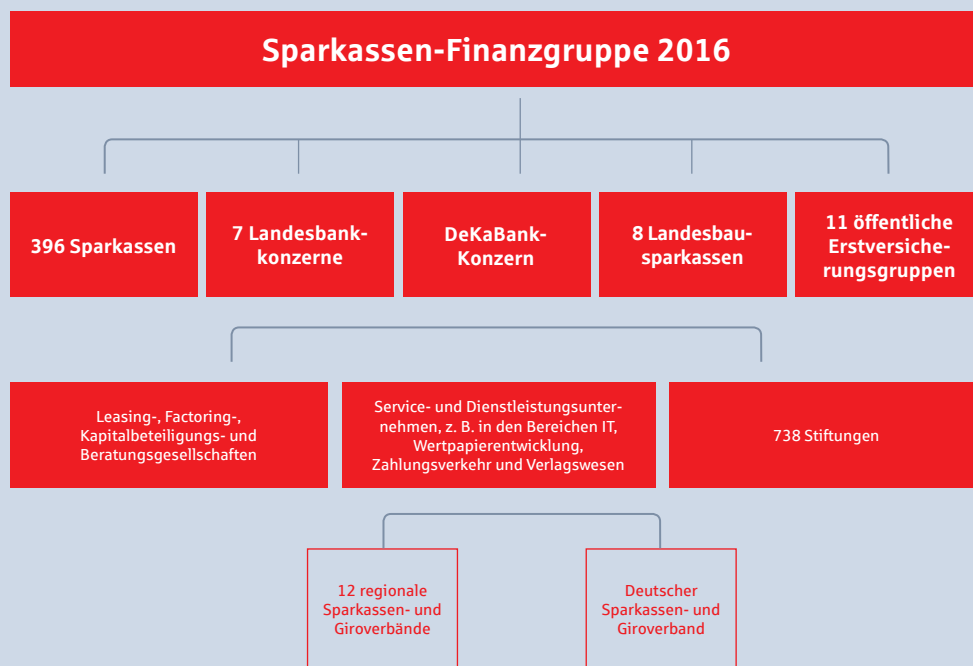 Sparkassen-Finanzgruppe 2016
396 Sparkassen
7 Landesbank-
konzerne
DeKaBank-
Konzern
8 Landesbau-
sparkassen
11 öffentliche
Erstversiche-
rungsgruppen
Leasing-, Factoring-,
Kapitalbeteiligungs- und
Beratungsgesellschaften
Service- und Dienstleistungsunter-
nehmen, z. B. in den Bereichen IT,
Wertpapierentwicklung,
Zahlungsverkehr und Verlagswesen
738 Stiftungen
12 regionale
Sparkassen- und
Giroverbände
Deutscher
Sparkassen- und
Giroverband